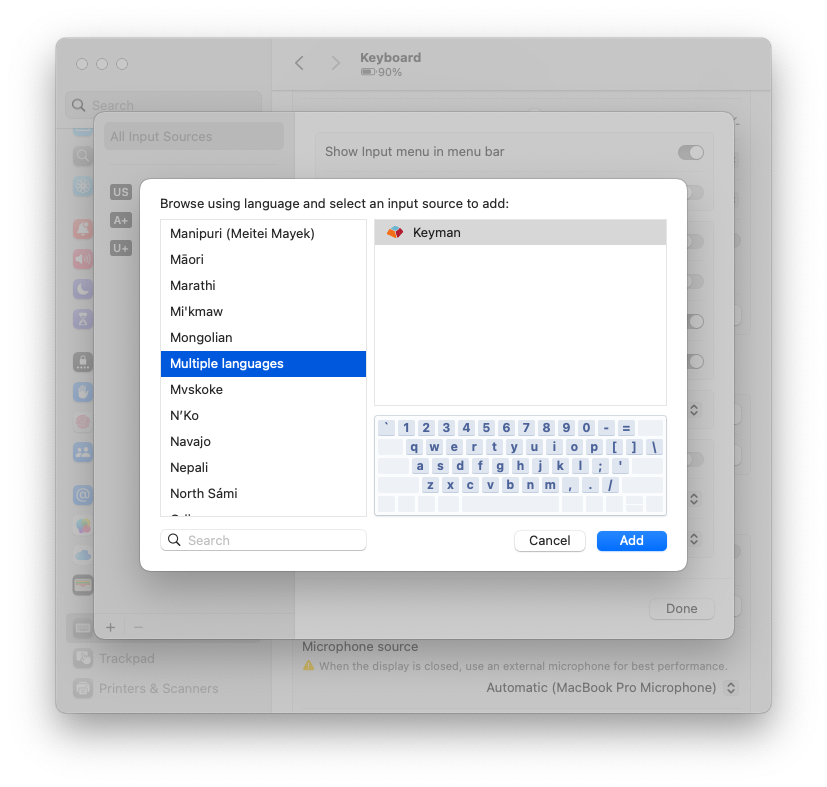 Keyboard
90%
Search
All Input Sources
Show Input menu in menu bar
US
A+
U+
Browse using language and select an input source to add:
Manipuri (Meitei Mayek)
Māori
Marathi
Mi'kmaw
Mongolian
Multiple languages
Mvskoke
N’Ko
Navajo
Nepali
North Sámi
Keyman
` 1 2 3 4 5 6 7 8 9 0 - =
q w e r t y u i o p [ ] \
a s d f g h j k l ; '
z x c v b n m , . /
Search
Cancel
Add
+ −
Done
Microphone source
When the display is closed, use an external microphone for best performance.
Trackpad
Automatic (MacBook Pro Microphone)
Printers & Scanners